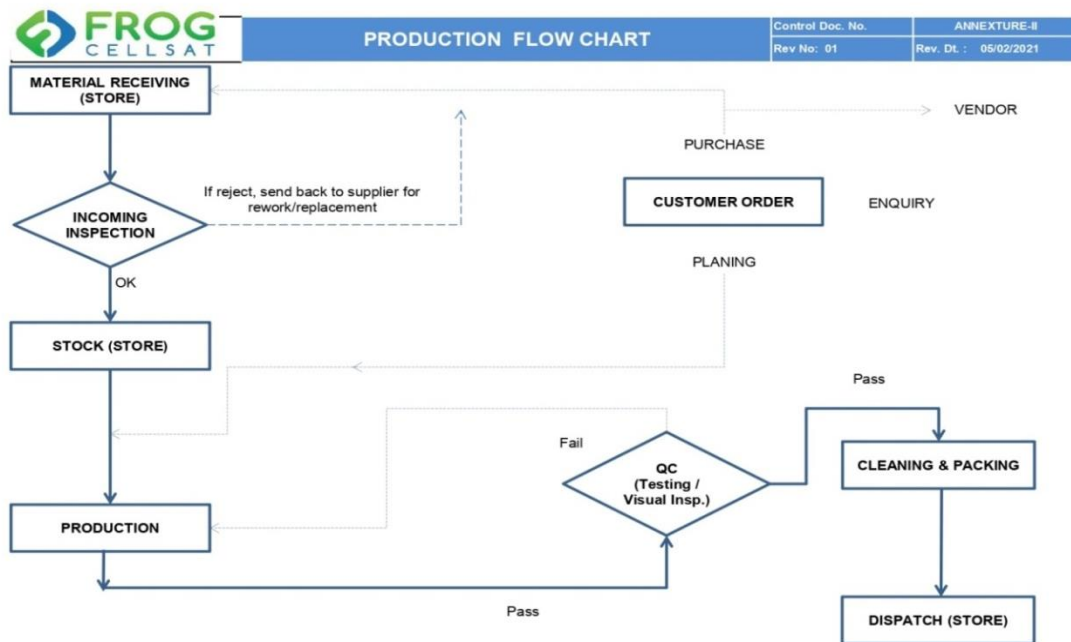 FROG
CELLSAT
PRODUCTION FLOW CHART
Control Doc. No.
ANNEXTURE-II
Rev No: 01
Rev. Dt. : 05/02/2021
MATERIAL RECEIVING
(STORE)
VENDOR
PURCHASE
If reject, send back to supplier for
rework/replacement
CUSTOMER ORDER
ENQUIRY
INCOMING
INSPECTION
PLANING
OK
STOCK (STORE)
Pass
Fail
QC
(Testing /
Visual Insp.)
CLEANING & PACKING
PRODUCTION
Pass
DISPATCH (STORE)